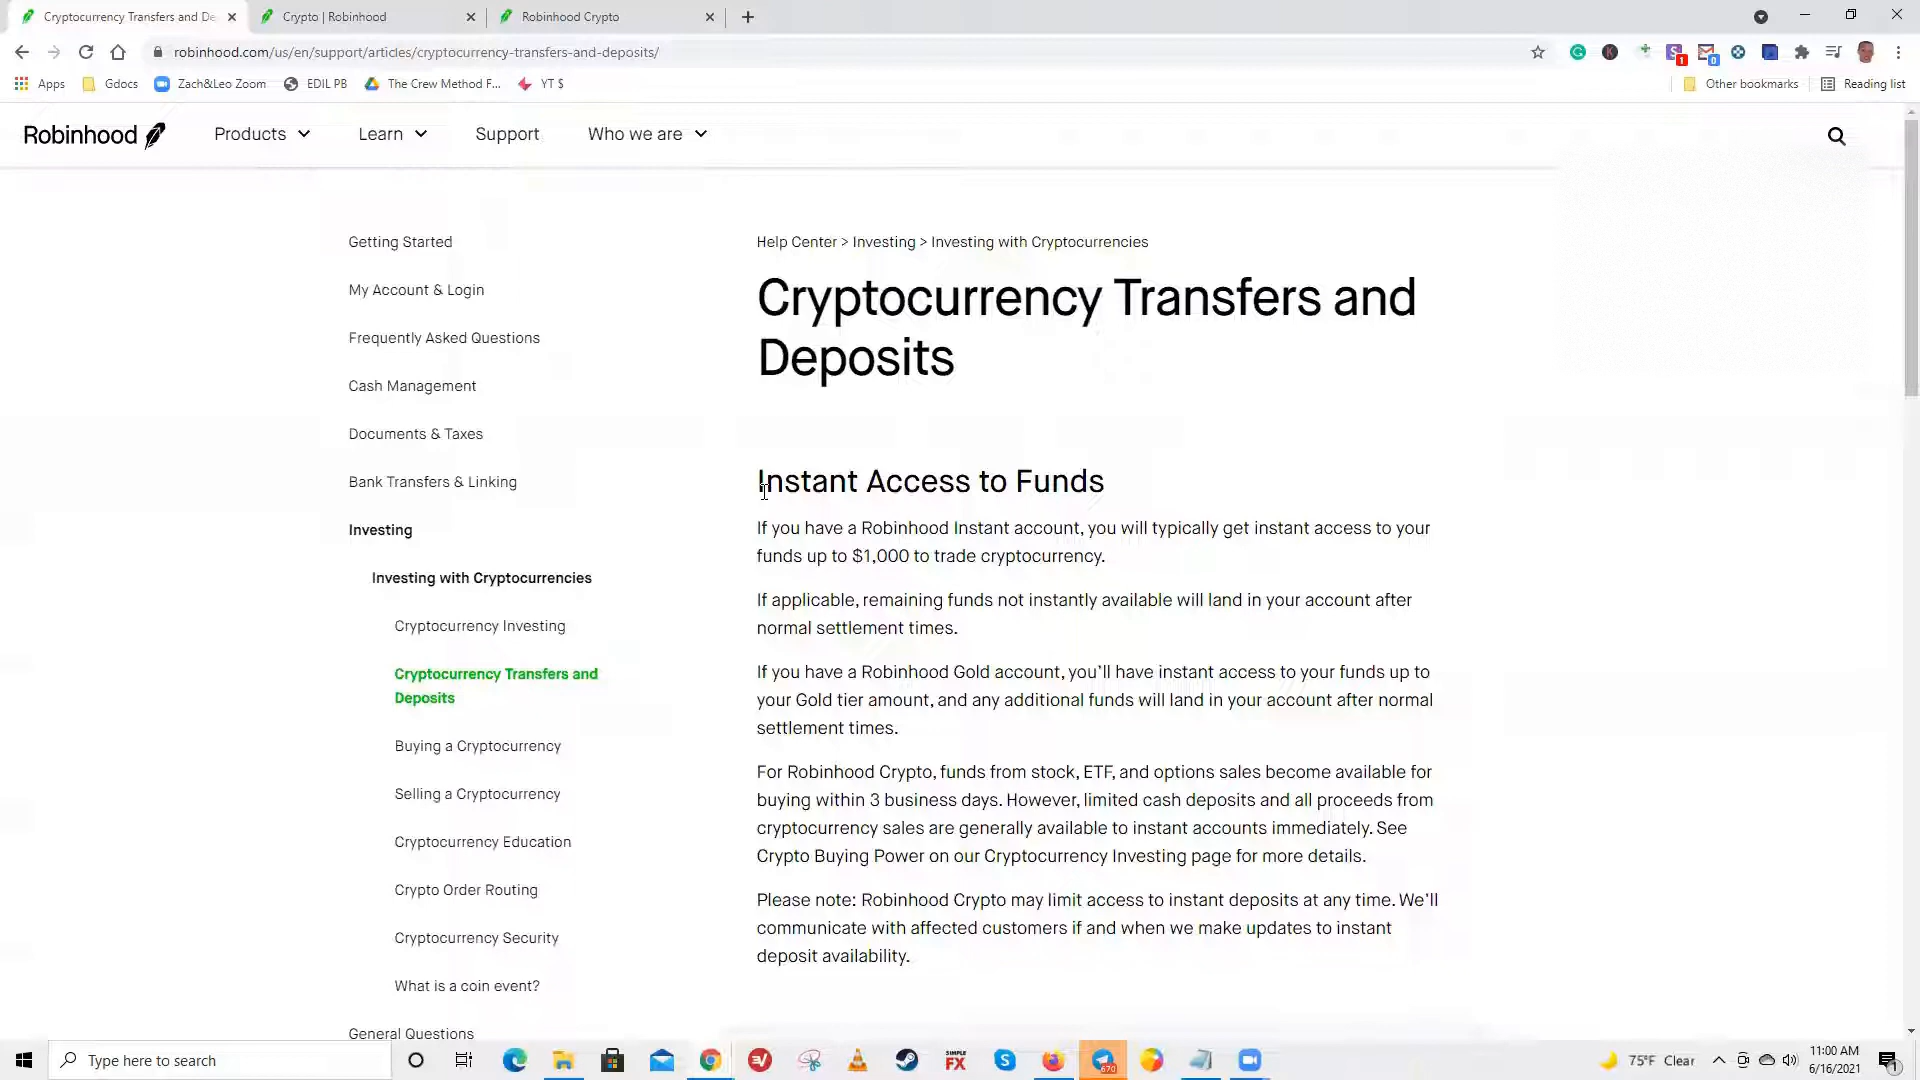 Cryptocurrency Transfers and De
Crypto | Robinhood
Robinhood Crypto
robinhood.com/us/en/support/articles/cryptocurrency-transfers-and-deposits/
1
0
Apps
Gdocs
Zach&Leo Zoom
EDIL PB
The Crew Method F...
YT $
Other bookmarks
Reading list
Robinhood
Products
Learn
Support
Who we are
Getting Started
My Account & Login
Frequently Asked Questions
Cash Management
Documents & Taxes
Bank Transfers & Linking
Investing
Investing with Cryptocurrencies
Cryptocurrency Investing
Cryptocurrency Transfers and
Deposits
Buying a Cryptocurrency
Selling a Cryptocurrency
Cryptocurrency Education
Crypto Order Routing
Cryptocurrency Security
What is a coin event?
General Questions
Help Center > Investing > Investing with Cryptocurrencies
Cryptocurrency Transfers and
Deposits
Instant Access to Funds
If you have a Robinhood Instant account, you will typically get instant access to your
funds up to $1,000 to trade cryptocurrency.
If applicable, remaining funds not instantly available will land in your account after
normal settlement times.
If you have a Robinhood Gold account, you'll have instant access to your funds up to
your Gold tier amount, and any additional funds will land in your account after normal
settlement times.
For Robinhood Crypto, funds from stock, ETF, and options sales become available for
buying within 3 business days. However, limited cash deposits and all proceeds from
cryptocurrency sales are generally available to instant accounts immediately. See
Crypto Buying Power on our Cryptocurrency Investing page for more details.
Please note: Robinhood Crypto may limit access to instant deposits at any time. We'll
communicate with affected customers if and when we make updates to instant
deposit availability.
Type here to search
SIMPLE
FX
670
75°F Clear
11:00 AM
6/16/2021
1